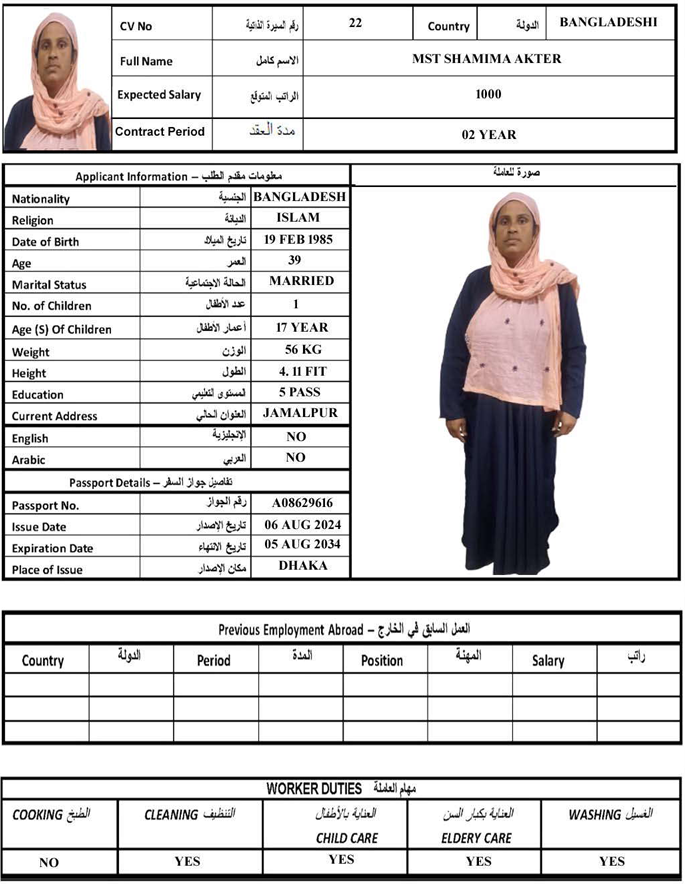 CV No رقم السيرة الذاتية 22 Country الدولة BANGLADESHI
Full Name الاسم كامل MST SHAMIMA AKTER
Expected Salary الراتب المتوقع 1000
Contract Period مدة العقد 02 YEAR
Applicant Information – معلومات مقدم الطلب
صورة للعاملة
Nationality الجنسية BANGLADESH
Religion الديانة ISLAM
Date of Birth تاريخ الميلاد 19 FEB 1985
Age العمر 39
Marital Status الحالة الاجتماعية MARRIED
No. of Children عدد الأطفال 1
Age (S) Of Children أعمار الأطفال 17 YEAR
Weight الوزن 56 KG
Height الطول 4. 11 FIT
Education المستوى التعليمي 5 PASS
Current Address العنوان الحالي JAMALPUR
English الإنجليزية NO
Arabic العربي NO
Passport Details – تفاصيل جواز السفر
Passport No. رقم الجواز A08629616
Issue Date تاريخ الإصدار 06 AUG 2024
Expiration Date تاريخ الانتهاء 05 AUG 2034
Place of Issue مكان الإصدار DHAKA
Previous Employment Abroad – العمل السابق في الخارج
Country الدولة Period المدة Position المهنة Salary راتب
WORKER DUTIES مهام العاملة
COOKING الطبخ CLEANING التنظيف العناية بالأطفال العناية بكبار السن WASHING الغسيل
CHILD CARE ELDERY CARE
NO YES YES YES YES